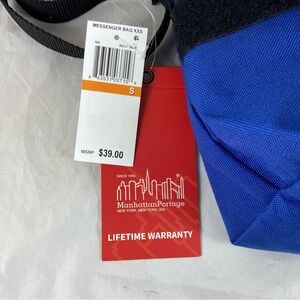 MESSENGER BAG XXS
S
MSRP $39.00
SINCE 1983
ManhattanPortage
NEW YORK, NEW YORK USA
LIFETIME WARRANTY